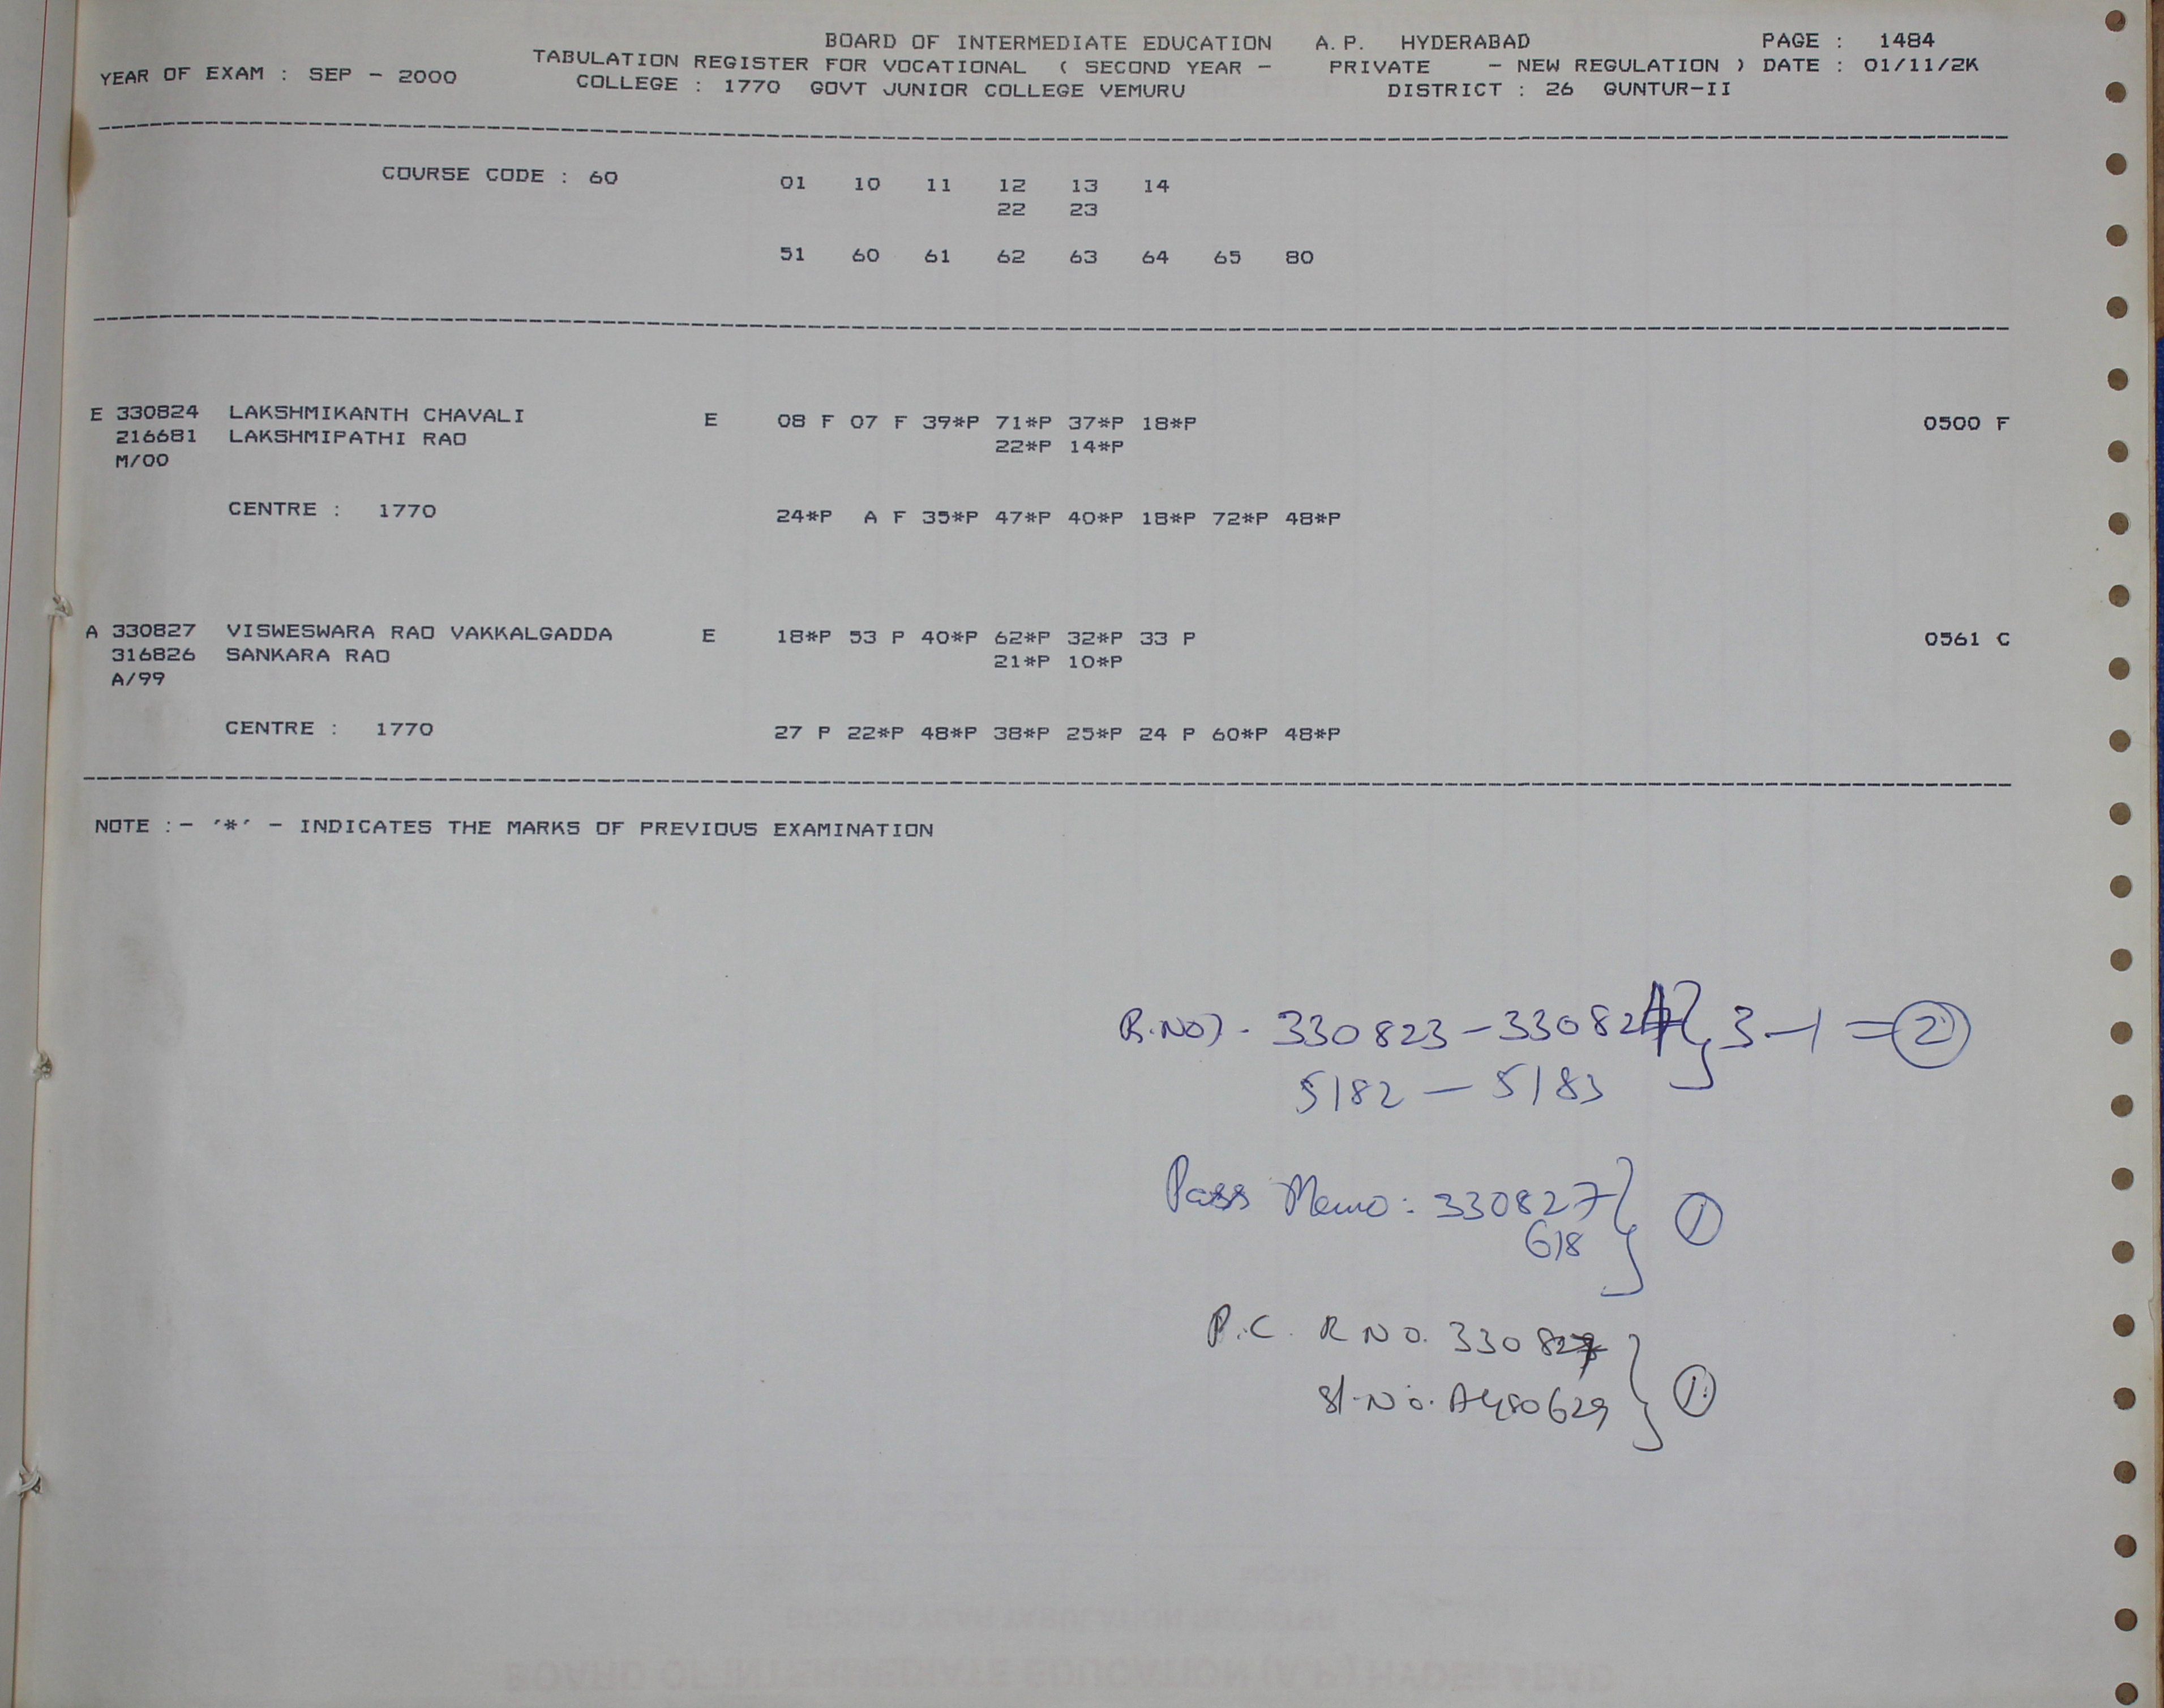 BOARD OF INTERMEDIATE EDUCATION A.P. HYDERABAD PAGE : 1484
TABULATION REGISTER FOR VOCATIONAL ( SECOND YEAR - PRIVATE - NEW REGULATION ) DATE : 01/11/2K
YEAR OF EXAM : SEP - 2000 COLLEGE : 1770 GOVT JUNIOR COLLEGE VEMURU DISTRICT : 26 GUNTUR-II
COURSE CODE : 60 01 10 11 12 13 14
22 23
51 60 61 62 63 64 65 80
E 330824 LAKSHMIKANTH CHAVALI E 08 F 07 F 39*P 71*P 37*P 18*P 0500 F
216681 LAKSHMIPATHI RAO 22*P 14*P
M/00
CENTRE : 1770 24*P A F 35*P 47*P 40*P 18*P 72*P 48*P
A 330827 VISWESWARA RAO VAKKALGADDA E 18*P 53 P 40*P 62*P 32*P 33 P 0561 C
316826 SANKARA RAO 21*P 10*P
A/99
CENTRE : 1770 27 P 22*P 48*P 38*P 25*P 24 P 60*P 48*P
NOTE :- '*' - INDICATES THE MARKS OF PREVIOUS EXAMINATION
R.NO)- 330823 - 330824 } 3-1 = 2
5182 - 5183
Pass Memo: 330827 } 1
618
P.C. R NO. 330827 } 1
Sl.No. A480629